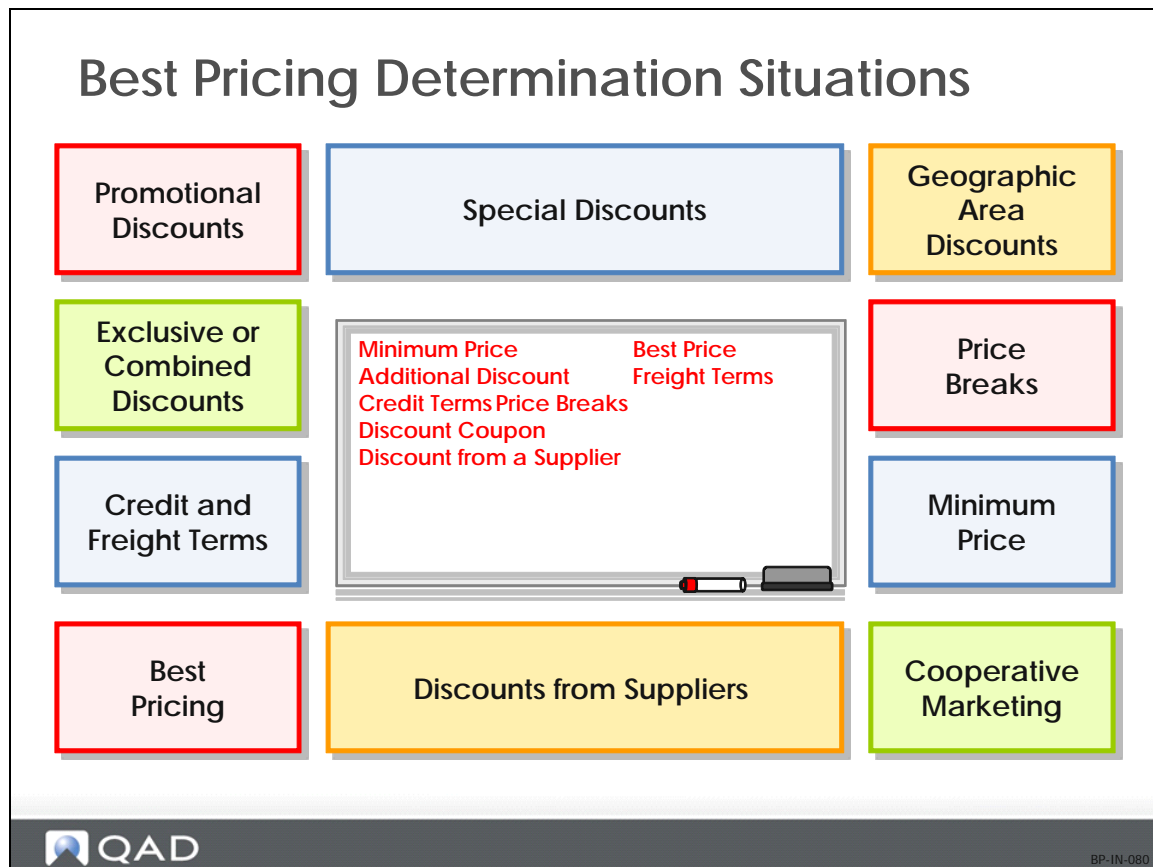 Best Pricing Determination Situations
Promotional
Discounts
Special Discounts
Geographic
Area
Discounts
Exclusive or
Combined
Discounts
Minimum Price Best Price
Additional Discount Freight Terms
Credit Terms Price Breaks
Discount Coupon
Discount from a Supplier
Price
Breaks
Credit and
Freight Terms
Minimum
Price
Best
Pricing
Discounts from Suppliers
Cooperative
Marketing
QAD
BP-IN-080